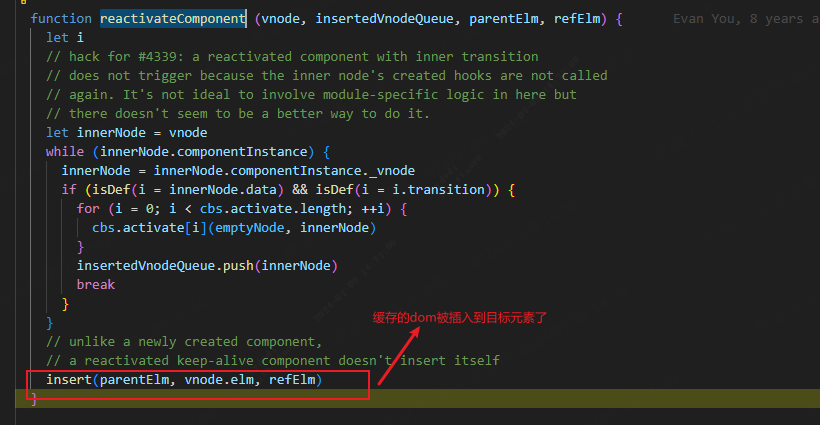 function reactivateComponent (vnode, insertedVnodeQueue, parentElm, refElm) { Evan You, 8 years a
let i
// hack for #4339: a reactivated component with inner transition
// does not trigger because the inner node's created hooks are not called
// again. It's not ideal to involve module-specific logic in here but
// there doesn't seem to be a better way to do it.
let innerNode = vnode
while (innerNode.componentInstance) {
innerNode = innerNode.componentInstance._vnode
if (isDef(i = innerNode.data) && isDef(i = i.transition)) {
for (i = 0; i < cbs.activate.length; ++i) {
cbs.activate[i](emptyNode, innerNode)
}
insertedVnodeQueue.push(innerNode)
break
}
}
缓存的dom被插入到目标元素了
// unlike a newly created component,
// a reactivated keep-alive component doesn't insert itself
insert(parentElm, vnode.elm, refElm)
}